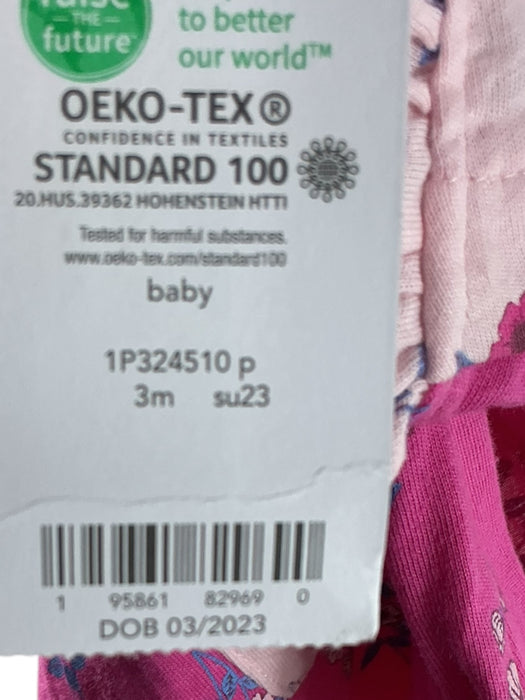 raise
THE
future
to better
our world™
OEKO-TEX®
CONFIDENCE IN TEXTILES
STANDARD 100
20.HUS.39362 HOHENSTEIN HTTI
Tested for harmful substances.
www.oeko-tex.com/standard100
baby
1P324510 p
3m su23
1 95861 82969 0
DOB 03/2023